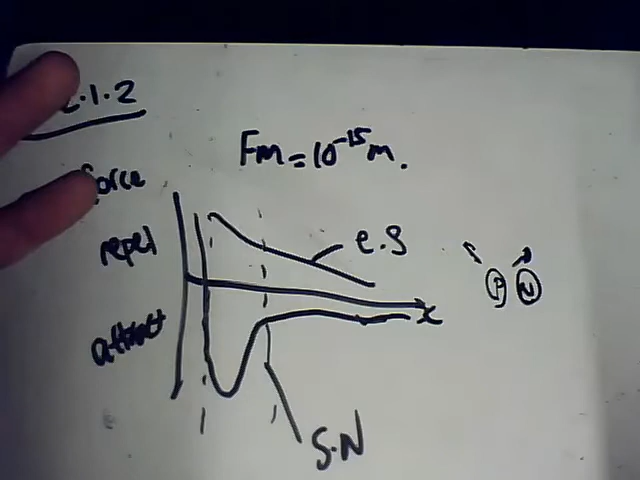 .1.2
Fm = 10⁻¹⁵ m.
force
repel
e.s
P N
attract
x
S.N